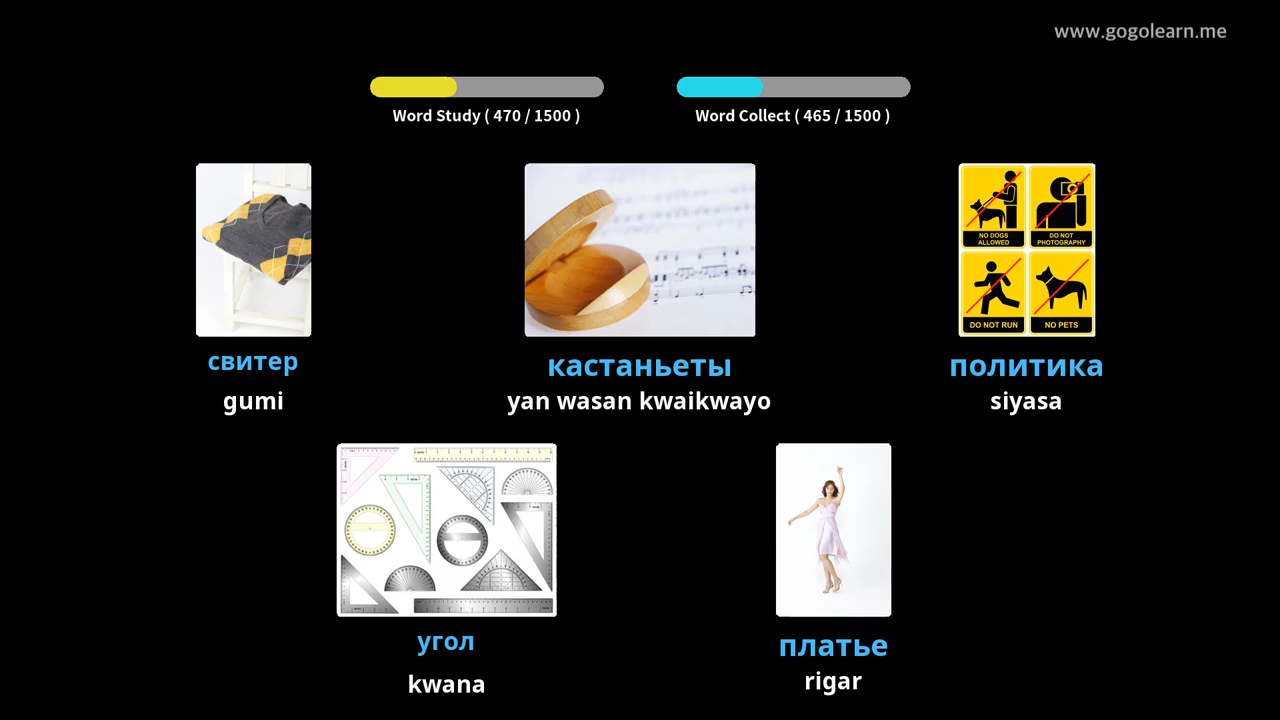 www.gogolearn.me
Word Study ( 470 / 1500 )
Word Collect ( 465 / 1500 )
NO DOGS
ALLOWED
DO NOT
PHOTOGRAPHY
DO NOT RUN
NO PETS
свитер
кастаньеты
политика
gumi
yan wasan kwaikwayo
siyasa
угол
платье
kwana
rigar